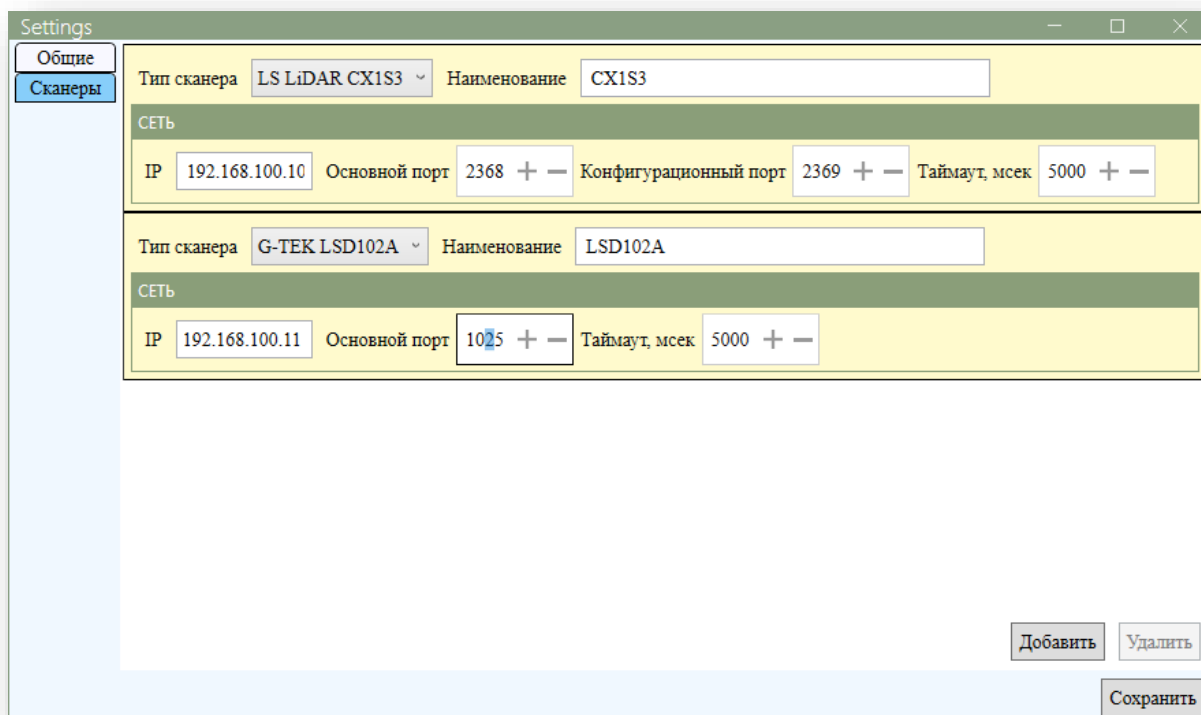 Settings
Общие
Сканеры
Тип сканера LS LiDAR CX1S3 Наименование CX1S3
СЕТЬ
IP 192.168.100.10 Основной порт 2368 + − Конфигурационный порт 2369 + − Таймаут, мсек 5000 + −
Тип сканера G-TEK LSD102A Наименование LSD102A
СЕТЬ
IP 192.168.100.11 Основной порт 1025 + − Таймаут, мсек 5000 + −
Добавить Удалить
Сохранить